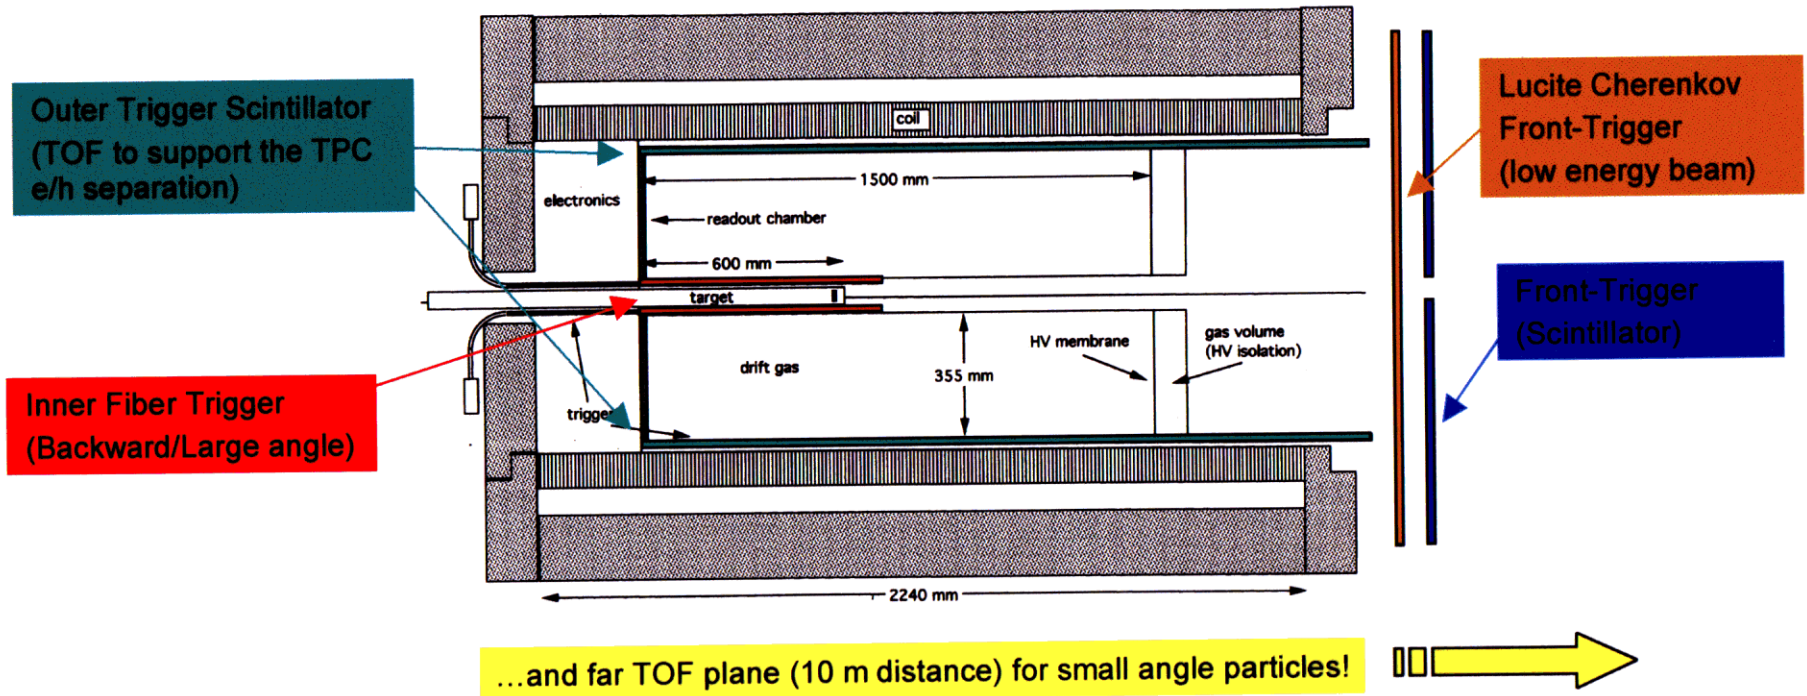 Outer Trigger Scintillator
(TOF to support the TPC
e/h separation)
coil
Lucite Cherenkov
Front-Trigger
(low energy beam)
1500 mm
electronics
readout chamber
600 mm
target
Front-Trigger
(Scintillator)
HV membrane
gas volume
(HV isolation)
drift gas
355 mm
Inner Fiber Trigger
(Backward/Large angle)
trigger
2240 mm
...and far TOF plane (10 m distance) for small angle particles!